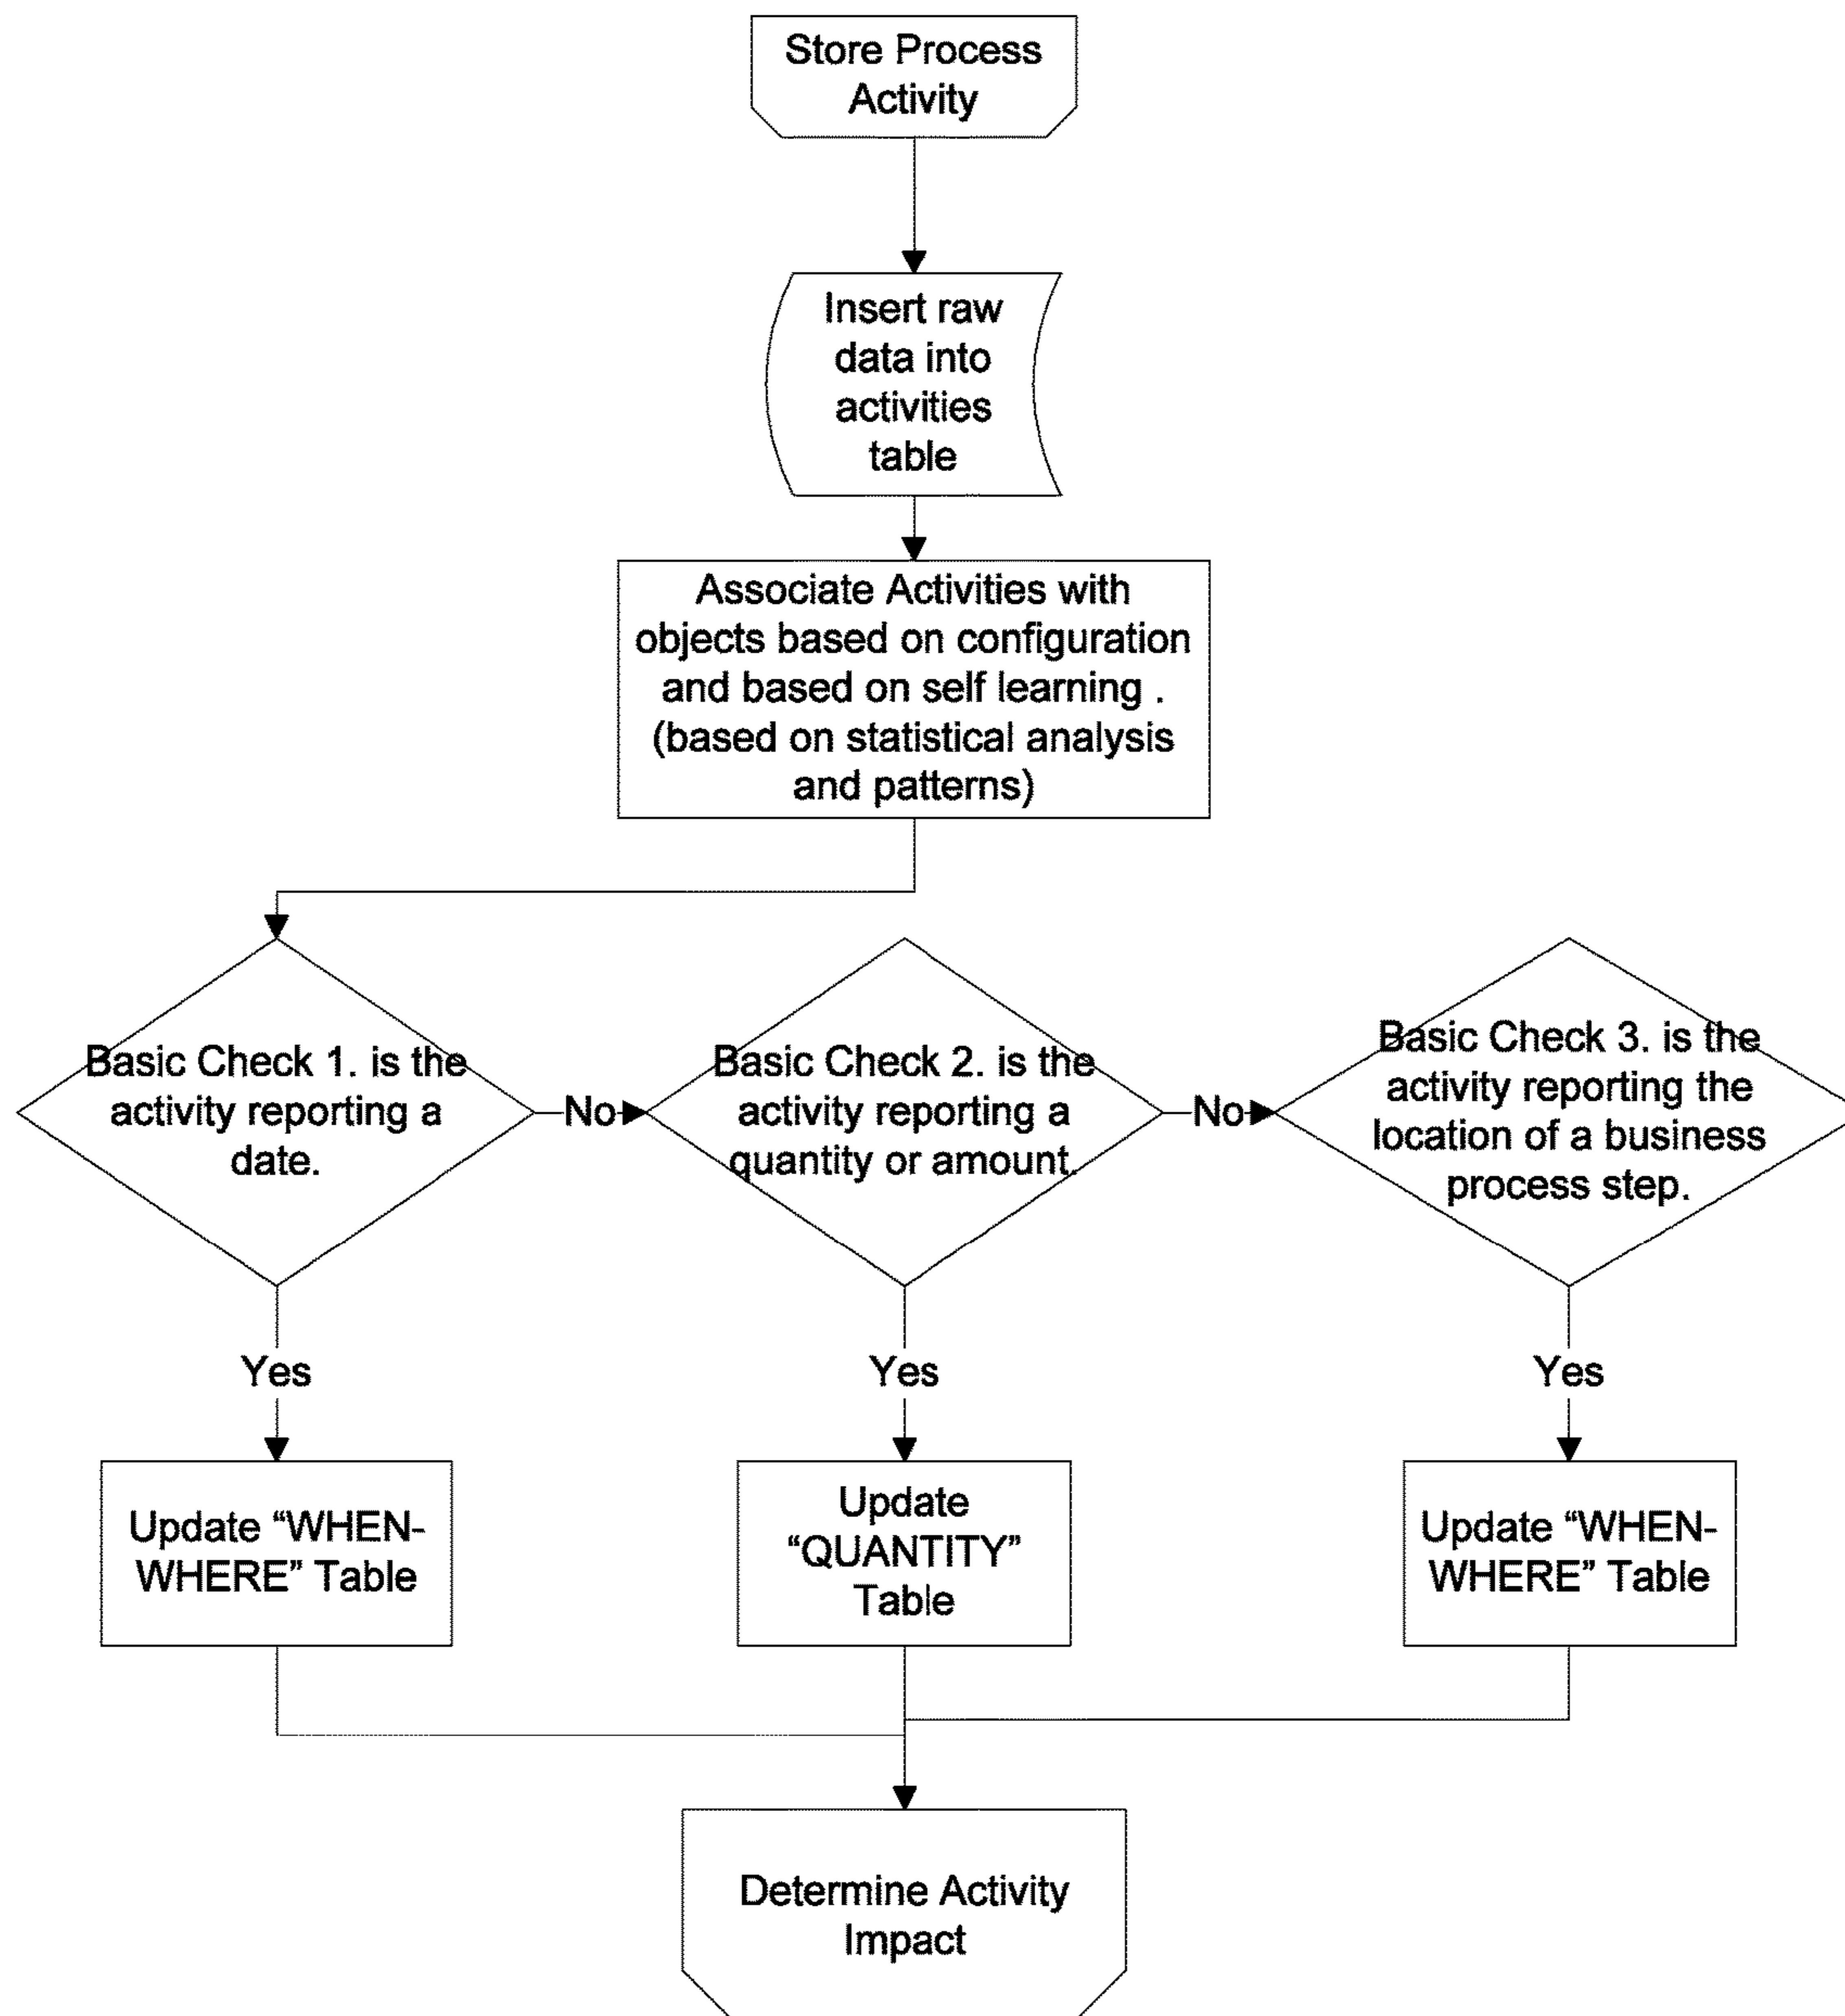 Store Process
Activity
Insert raw
data into
activities
table
Associate Activities with
objects based on configuration
and based on self learning .
(based on statistical analysis
and patterns)
Basic Check 1. is the
activity reporting a
date.
No
Basic Check 2. is the
activity reporting a
quantity or amount.
No
Basic Check 3. is the
activity reporting the
location of a business
process step.
Yes
Yes
Yes
Update “WHEN-
WHERE” Table
Update
“QUANTITY”
Table
Update “WHEN-
WHERE” Table
Determine Activity
Impact